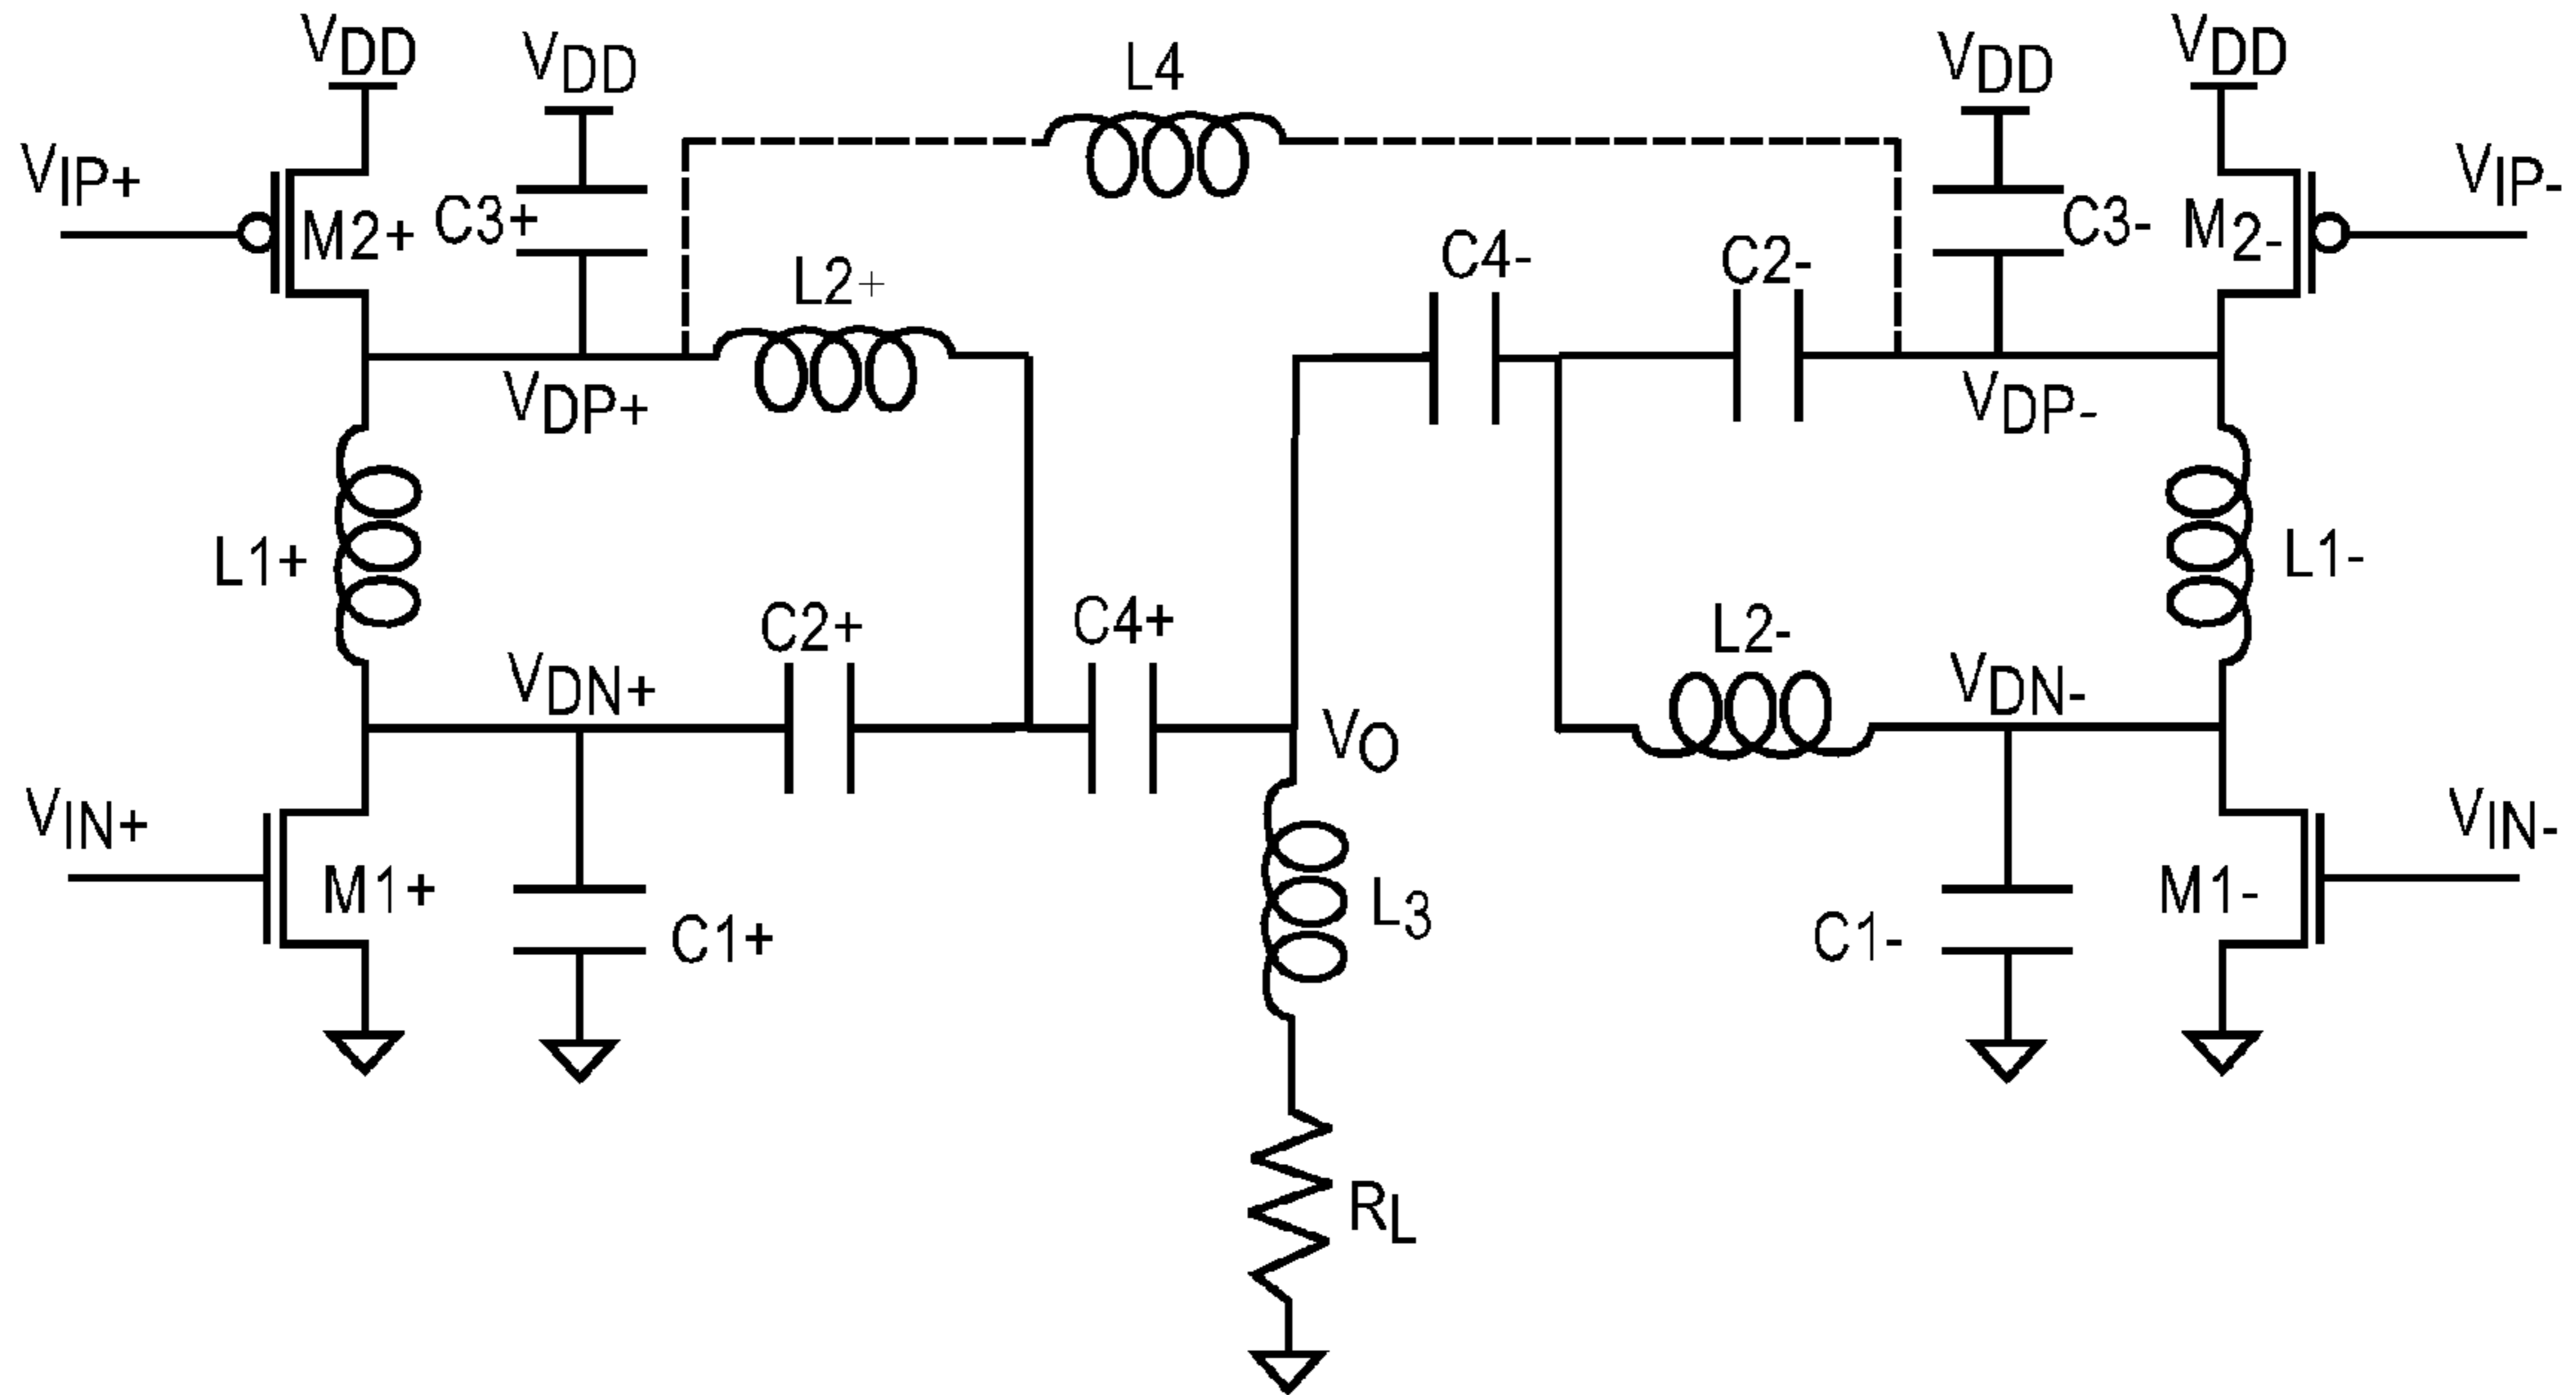 VDD
VDD
L4
VDD
VDD
VIP+
M2+
C3+
L2+
C4-
C2-
C3-
M2-
VIP-
VDP+
VDP-
L1+
L1-
VDN+
C2+
C4+
VO
L2-
VDN-
VIN+
M1+
C1+
L3
C1-
M1-
VIN-
RL